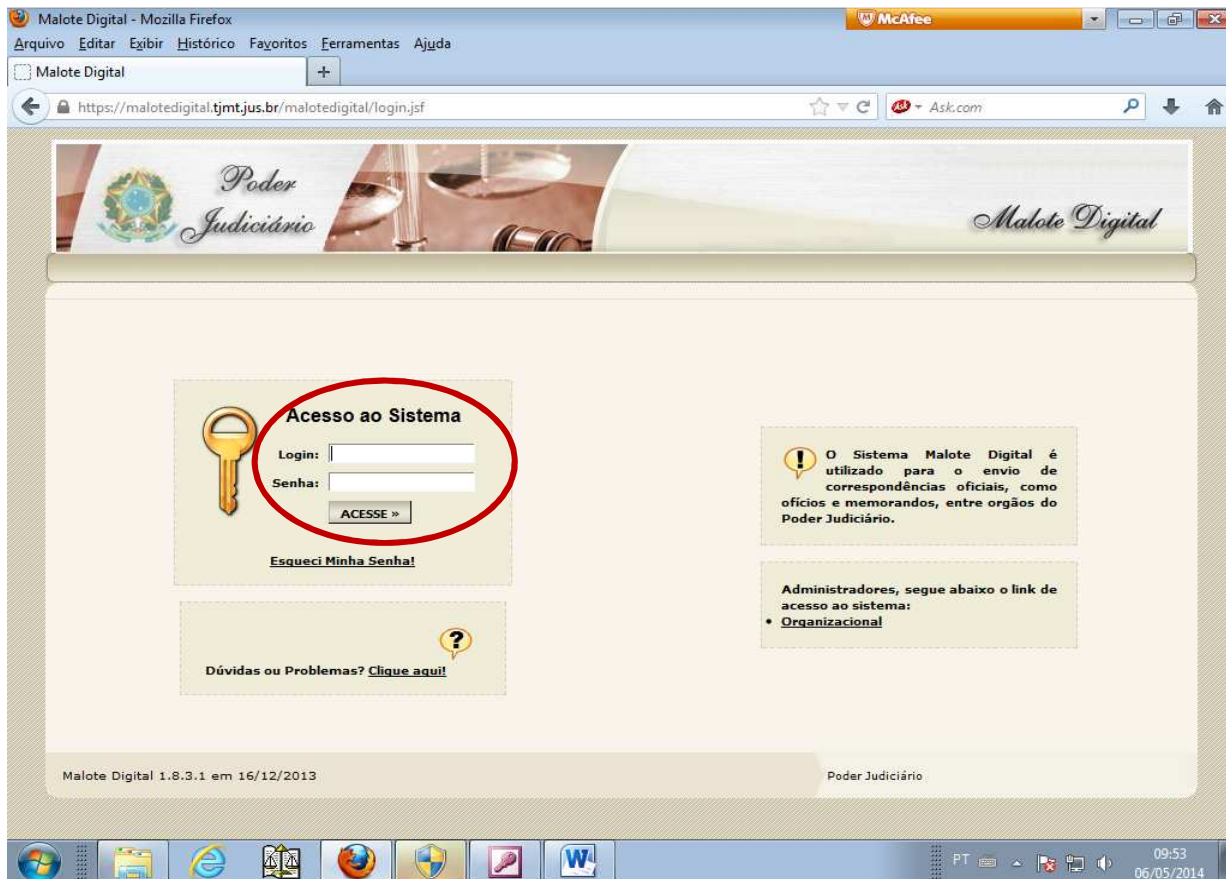 Malote Digital - Mozilla Firefox
McAfee
Arquivo Editar Exibir Histórico Favoritos Ferramentas Ajuda
Malote Digital
https://malotedigital.tjmt.jus.br/malotedigital/login.jsf
Ask.com
Poder
Judiciário
Malote Digital
Acesso ao Sistema
Login:
Senha:
ACESSE »
Esqueci Minha Senha!
Dúvidas ou Problemas? Clique aqui!
O Sistema Malote Digital é
utilizado para o envio de
correspondências oficiais, como
ofícios e memorandos, entre orgãos do
Poder Judiciário.
Administradores, segue abaixo o link de
acesso ao sistema:
• Organizacional
Malote Digital 1.8.3.1 em 16/12/2013
Poder Judiciário
PT
09:53
06/05/2014